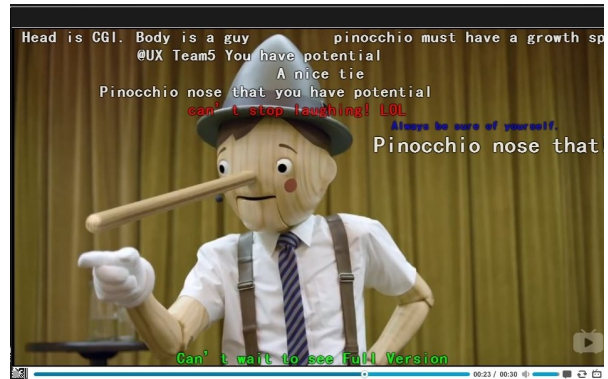 Head is CGI. Body is a guy pinocchio must have a growth sp
@UX Team5 You have potential
A nice tie
Pinocchio nose that you have potential
can't stop laughing! LOL
Always be sure of yourself.
Pinocchio nose that
Can't wait to see Full Version
00:23 / 00:30